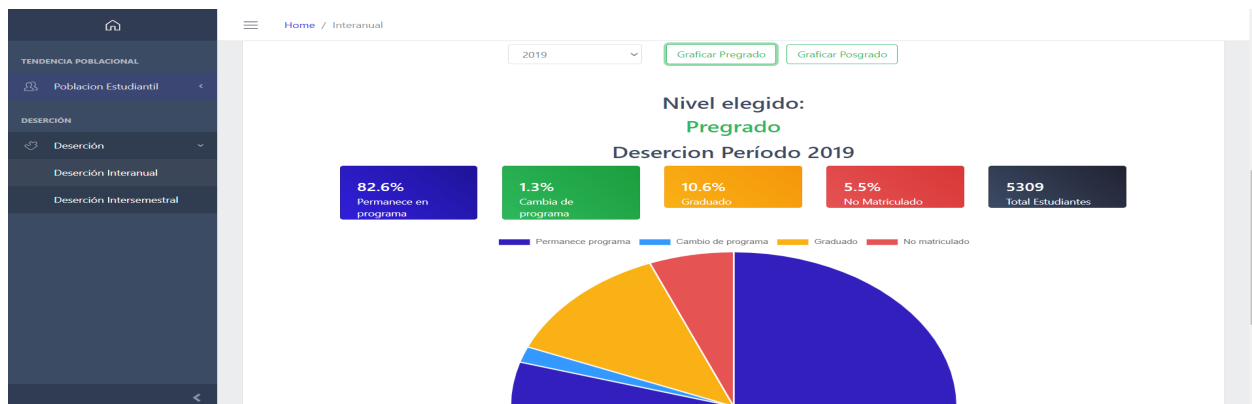 Home / Interanual
TENDENCIA POBLACIONAL
Poblacion Estudiantil
DESERCIÓN
Deserción
Deserción Interanual
Deserción Intersemestral
2019
Graficar Pregrado
Graficar Posgrado
Nivel elegido:
Pregrado
Desercion Período 2019
82.6%
Permanece en
programa
1.3%
Cambia de
programa
10.6%
Graduado
5.5%
No Matriculado
5309
Total Estudiantes
Permanece programa
Cambio de programa
Graduado
No matriculado